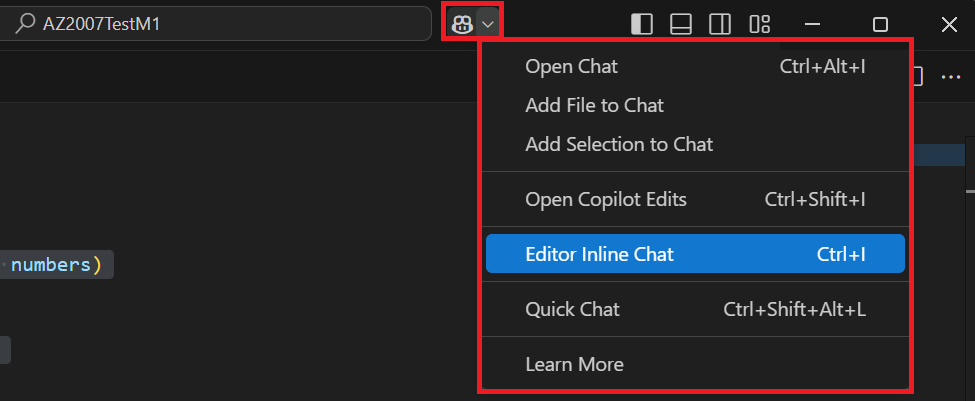 AZ2007TestM1
Open Chat Ctrl+Alt+I
Add File to Chat
Add Selection to Chat
Open Copilot Edits Ctrl+Shift+I
numbers)
Editor Inline Chat Ctrl+I
Quick Chat Ctrl+Shift+Alt+L
Learn More